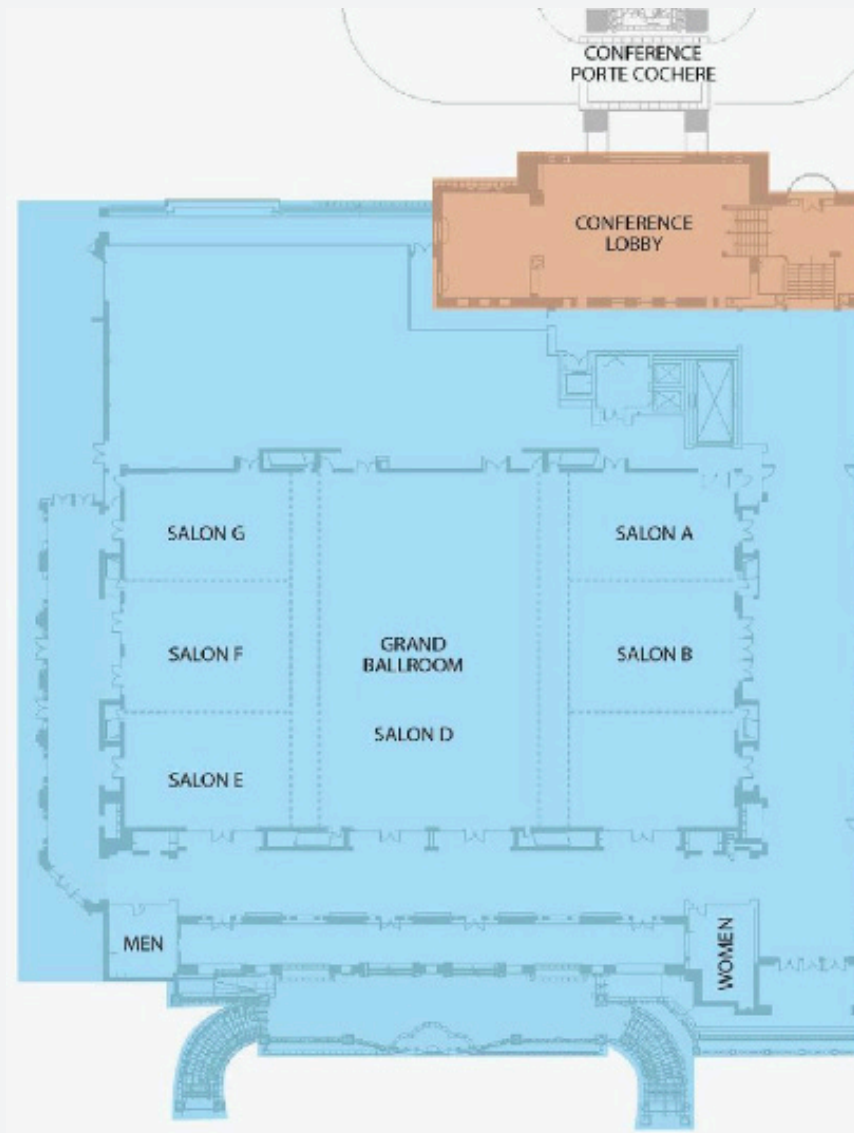 CONFERENCE
PORTE COCHERE
CONFERENCE
LOBBY
SALON G
SALON A
SALON F
GRAND
BALLROOM
SALON B
SALON D
SALON E
MEN
WOMEN